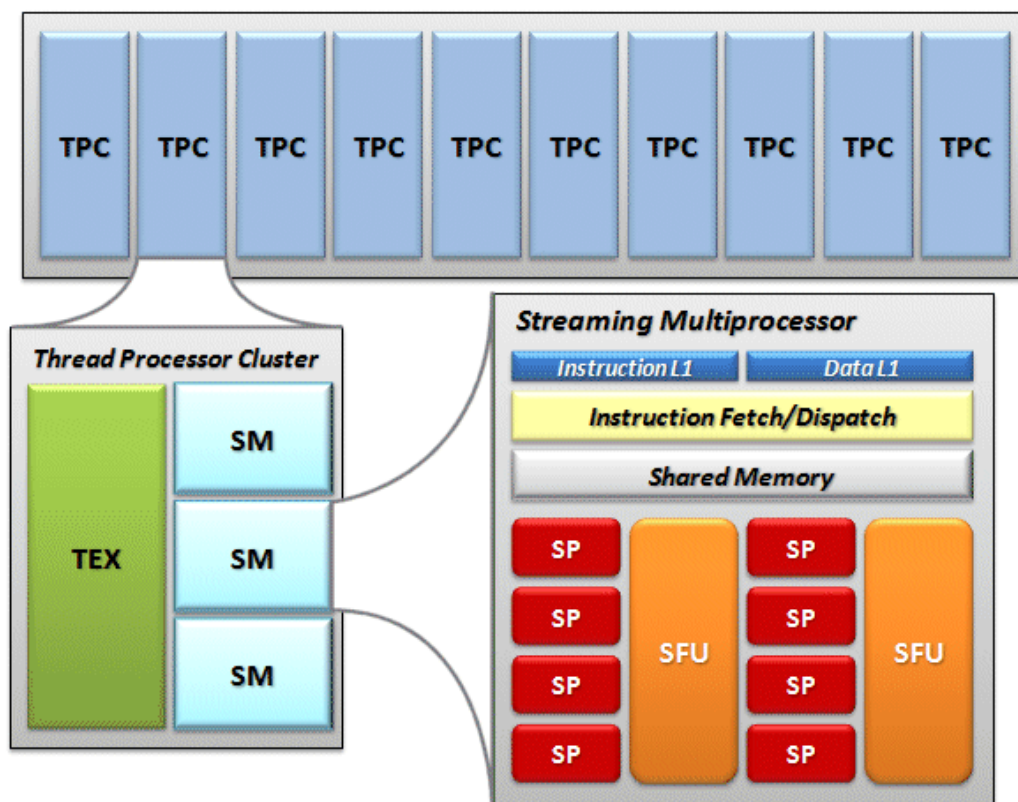 TPC TPC TPC TPC TPC TPC TPC TPC TPC TPC
Thread Processor Cluster
TEX
SM
SM
SM
Streaming Multiprocessor
Instruction L1 Data L1
Instruction Fetch/Dispatch
Shared Memory
SP SP
SP SP
SFU SFU
SP SP
SP SP